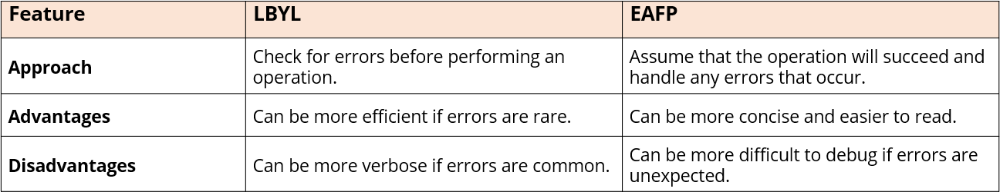 Feature
LBYL
EAFP
Approach
Check for errors before performing an
operation.
Assume that the operation will succeed and
handle any errors that occur.
Advantages
Can be more efficient if errors are rare.
Can be more concise and easier to read.
Disadvantages
Can be more verbose if errors are common.
Can be more difficult to debug if errors are
unexpected.